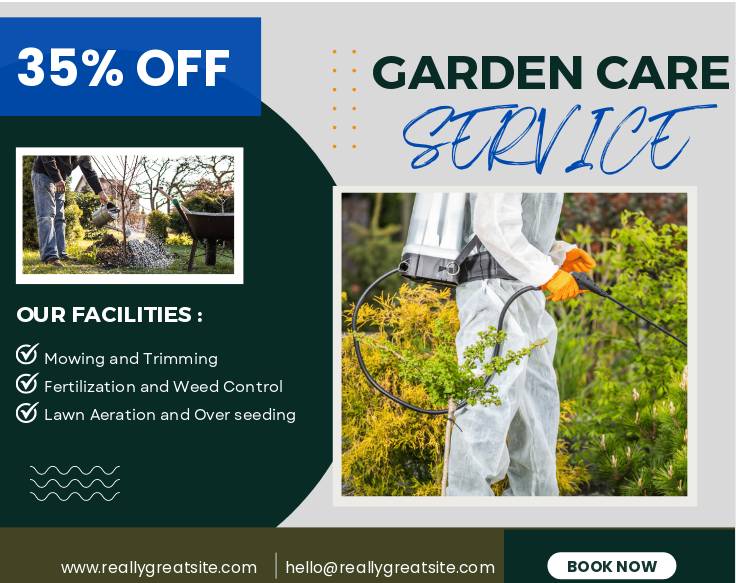 35% OFF
GARDEN CARE
SERVICE
OUR FACILITIES :
Mowing and Trimming
Fertilization and Weed Control
Lawn Aeration and Over seeding
www.reallygreatsite.com
hello@reallygreatsite.com
BOOK NOW